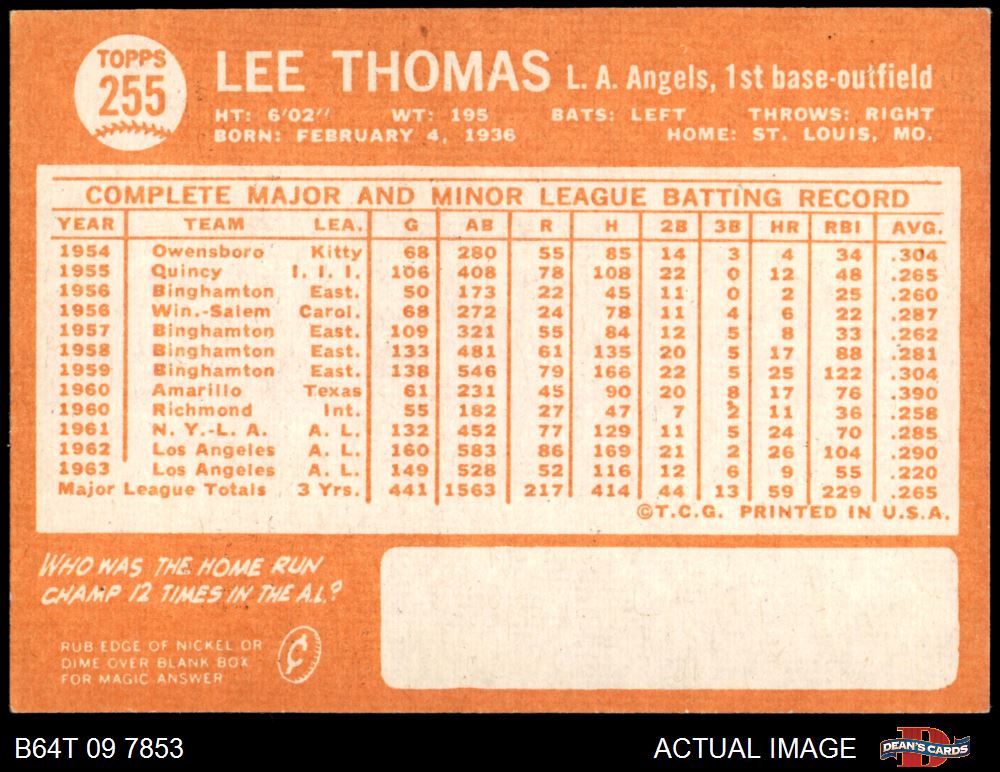 TOPPS
255
LEE THOMAS L. A. Angels, 1st base-outfield
HT: 6'02" WT: 195 BATS: LEFT THROWS: RIGHT
BORN: FEBRUARY 4, 1936 HOME: ST. LOUIS, MO.
COMPLETE MAJOR AND MINOR LEAGUE BATTING RECORD
YEAR TEAM LEA. G AB R H 2B 3B HR RBI AVG.
1954 Owensboro Kitty 68 280 55 85 14 3 4 34 .304
1955 Quincy I. I. I. 106 408 78 108 22 0 12 48 .265
1956 Binghamton East. 50 173 22 45 11 0 2 25 .260
1956 Win.-Salem Carol. 68 272 24 78 11 4 6 22 .287
1957 Binghamton East. 109 321 55 84 12 5 8 33 .262
1958 Binghamton East. 133 481 61 135 20 5 17 88 .281
1959 Binghamton East. 138 546 79 166 22 5 25 122 .304
1960 Amarillo Texas 61 231 45 90 20 8 17 76 .390
1960 Richmond Int. 55 182 27 47 7 2 11 36 .258
1961 N. Y.-L. A. A. L. 132 452 77 129 11 5 24 70 .285
1962 Los Angeles A. L. 160 583 86 169 21 2 26 104 .290
1963 Los Angeles A. L. 149 528 52 116 12 6 9 55 .220
Major League Totals 3 Yrs. 441 1563 217 414 44 13 59 229 .265
©T.C.G. PRINTED IN U.S.A.
WHO WAS THE HOME RUN
CHAMP 12 TIMES IN THE A.L.?
RUB EDGE OF NICKEL OR
DIME OVER BLANK BOX
FOR MAGIC ANSWER
¢
B64T 09 7853 ACTUAL IMAGE DEAN'S CARDS